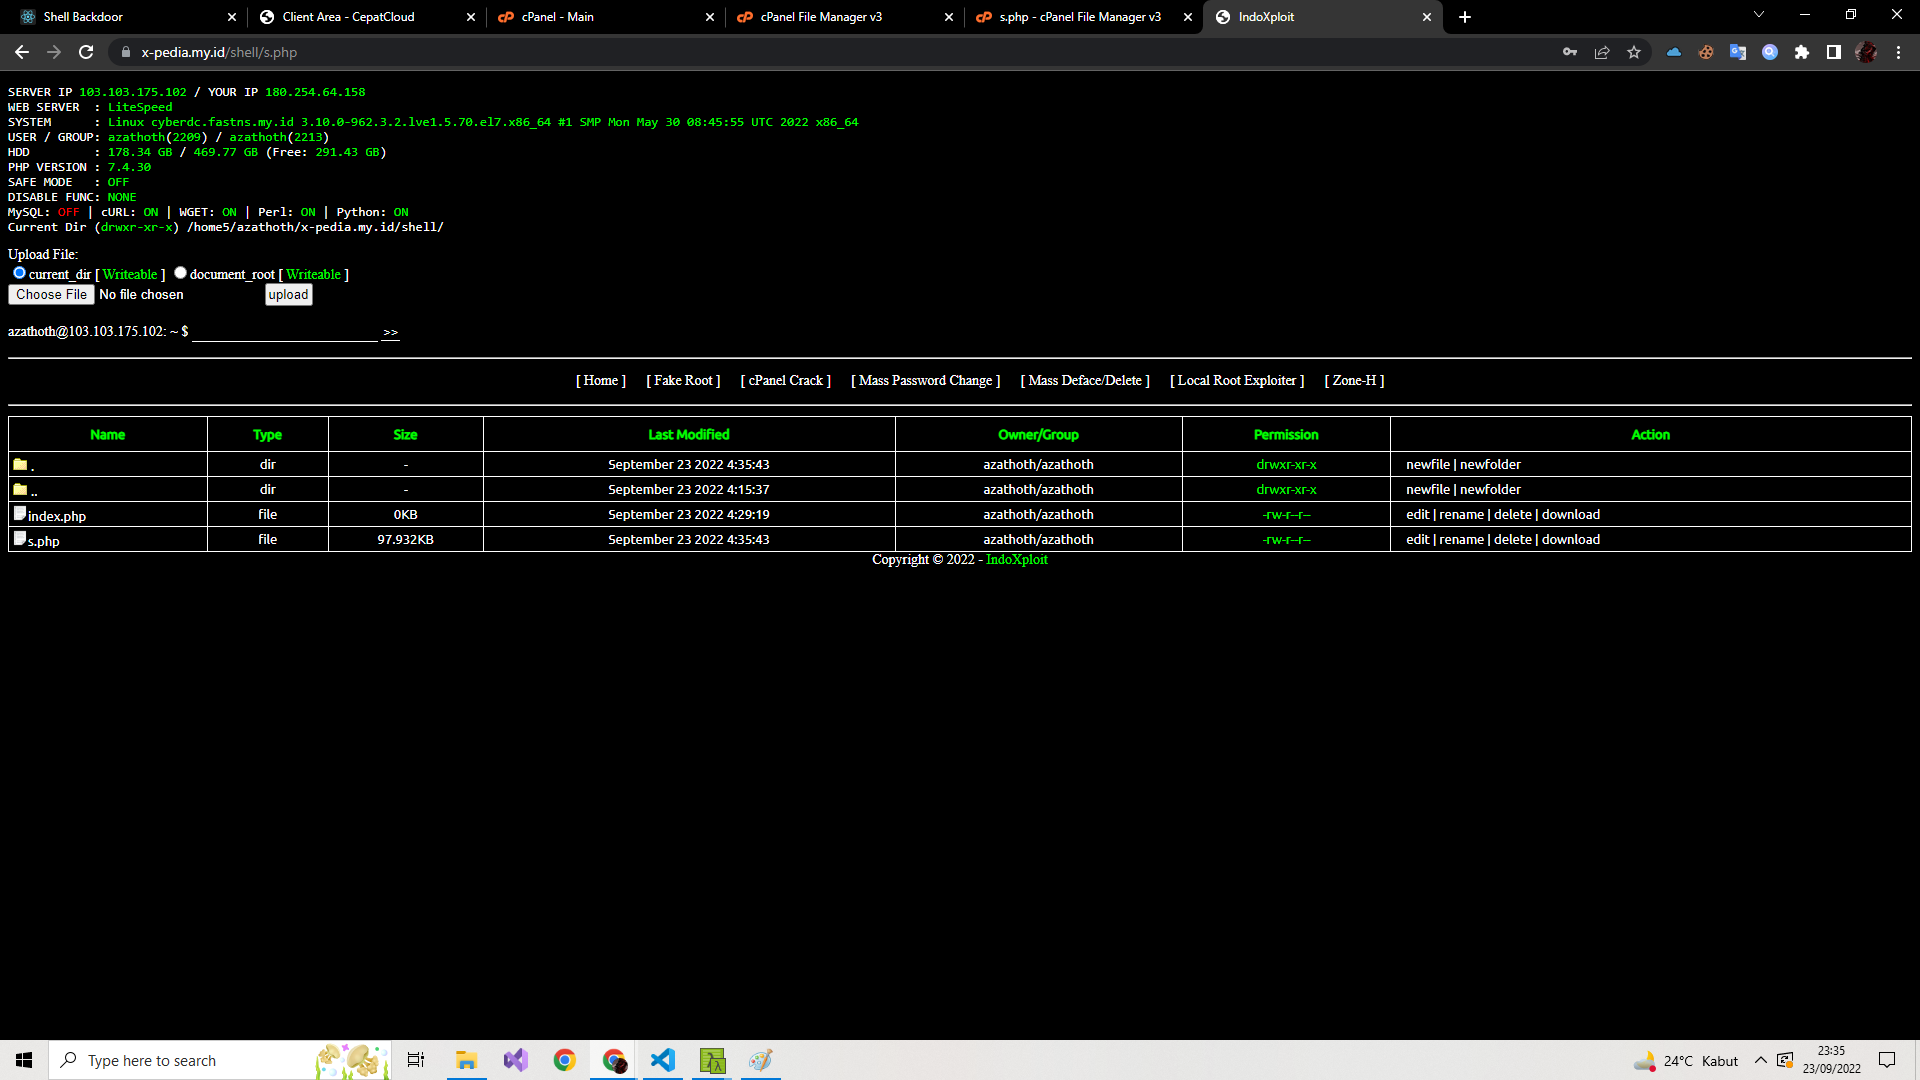 Shell Backdoor
Client Area - CepatCloud
cPanel - Main
cPanel File Manager v3
s.php - cPanel File Manager v3
IndoXploit
x-pedia.my.id/shell/s.php
SERVER IP 103.103.175.102 / YOUR IP 180.254.64.158
WEB SERVER : LiteSpeed
SYSTEM : Linux cyberdc.fastns.my.id 3.10.0-962.3.2.lve1.5.70.el7.x86_64 #1 SMP Mon May 30 08:45:55 UTC 2022 x86_64
USER / GROUP: azathoth(2209) / azathoth(2213)
HDD : 178.34 GB / 469.77 GB (Free: 291.43 GB)
PHP VERSION : 7.4.30
SAFE MODE : OFF
DISABLE FUNC: NONE
MySQL: OFF | cURL: ON | WGET: ON | Perl: ON | Python: ON
Current Dir (drwxr-xr-x) /home5/azathoth/x-pedia.my.id/shell/
Upload File:
current_dir [ Writeable ] document_root [ Writeable ]
Choose File No file chosen upload
azathoth@103.103.175.102: ~ $ >>
[ Home ] [ Fake Root ] [ cPanel Crack ] [ Mass Password Change ] [ Mass Deface/Delete ] [ Local Root Exploiter ] [ Zone-H ]
Name Type Size Last Modified Owner/Group Permission Action
. dir - September 23 2022 4:35:43 azathoth/azathoth drwxr-xr-x newfile | newfolder
.. dir - September 23 2022 4:15:37 azathoth/azathoth drwxr-xr-x newfile | newfolder
index.php file 0KB September 23 2022 4:29:19 azathoth/azathoth -rw-r--r-- edit | rename | delete | download
s.php file 97.932KB September 23 2022 4:35:43 azathoth/azathoth -rw-r--r-- edit | rename | delete | download
Copyright © 2022 - IndoXploit
Type here to search
24°C Kabut
23:35
23/09/2022